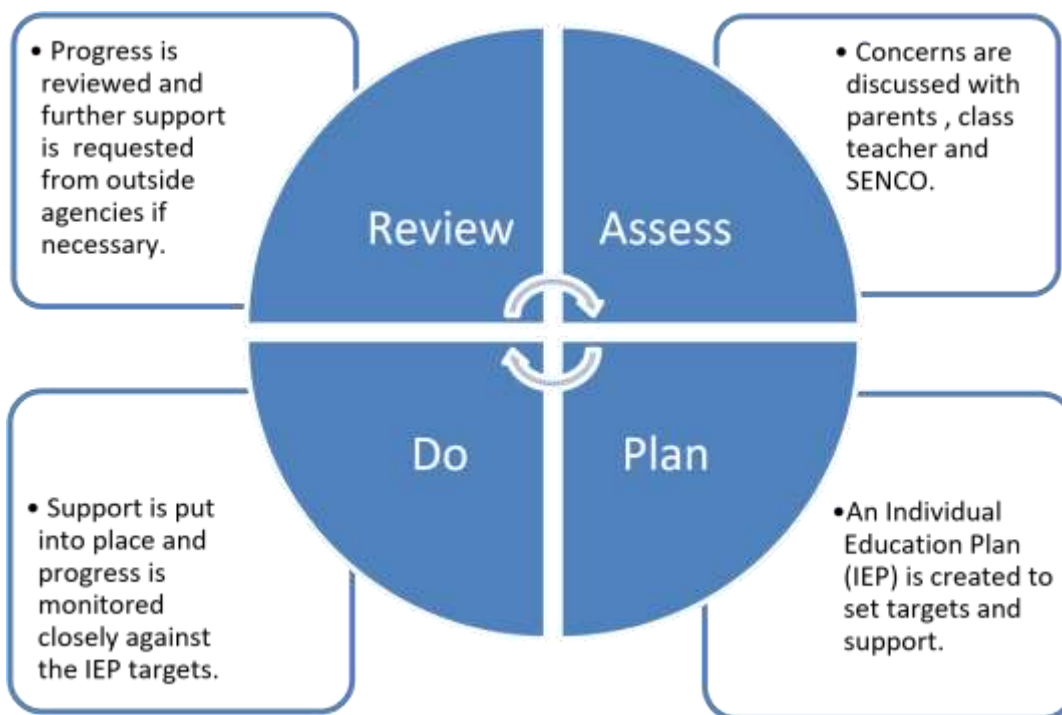 • Progress is
reviewed and
further support
is requested
from outside
agencies if
necessary.
Review
Assess
• Concerns are
discussed with
parents , class
teacher and
SENCO.
Do
Plan
• Support is put
into place and
progress is
monitored
closely against
the IEP targets.
•An Individual
Education Plan
(IEP) is created to
set targets and
support.